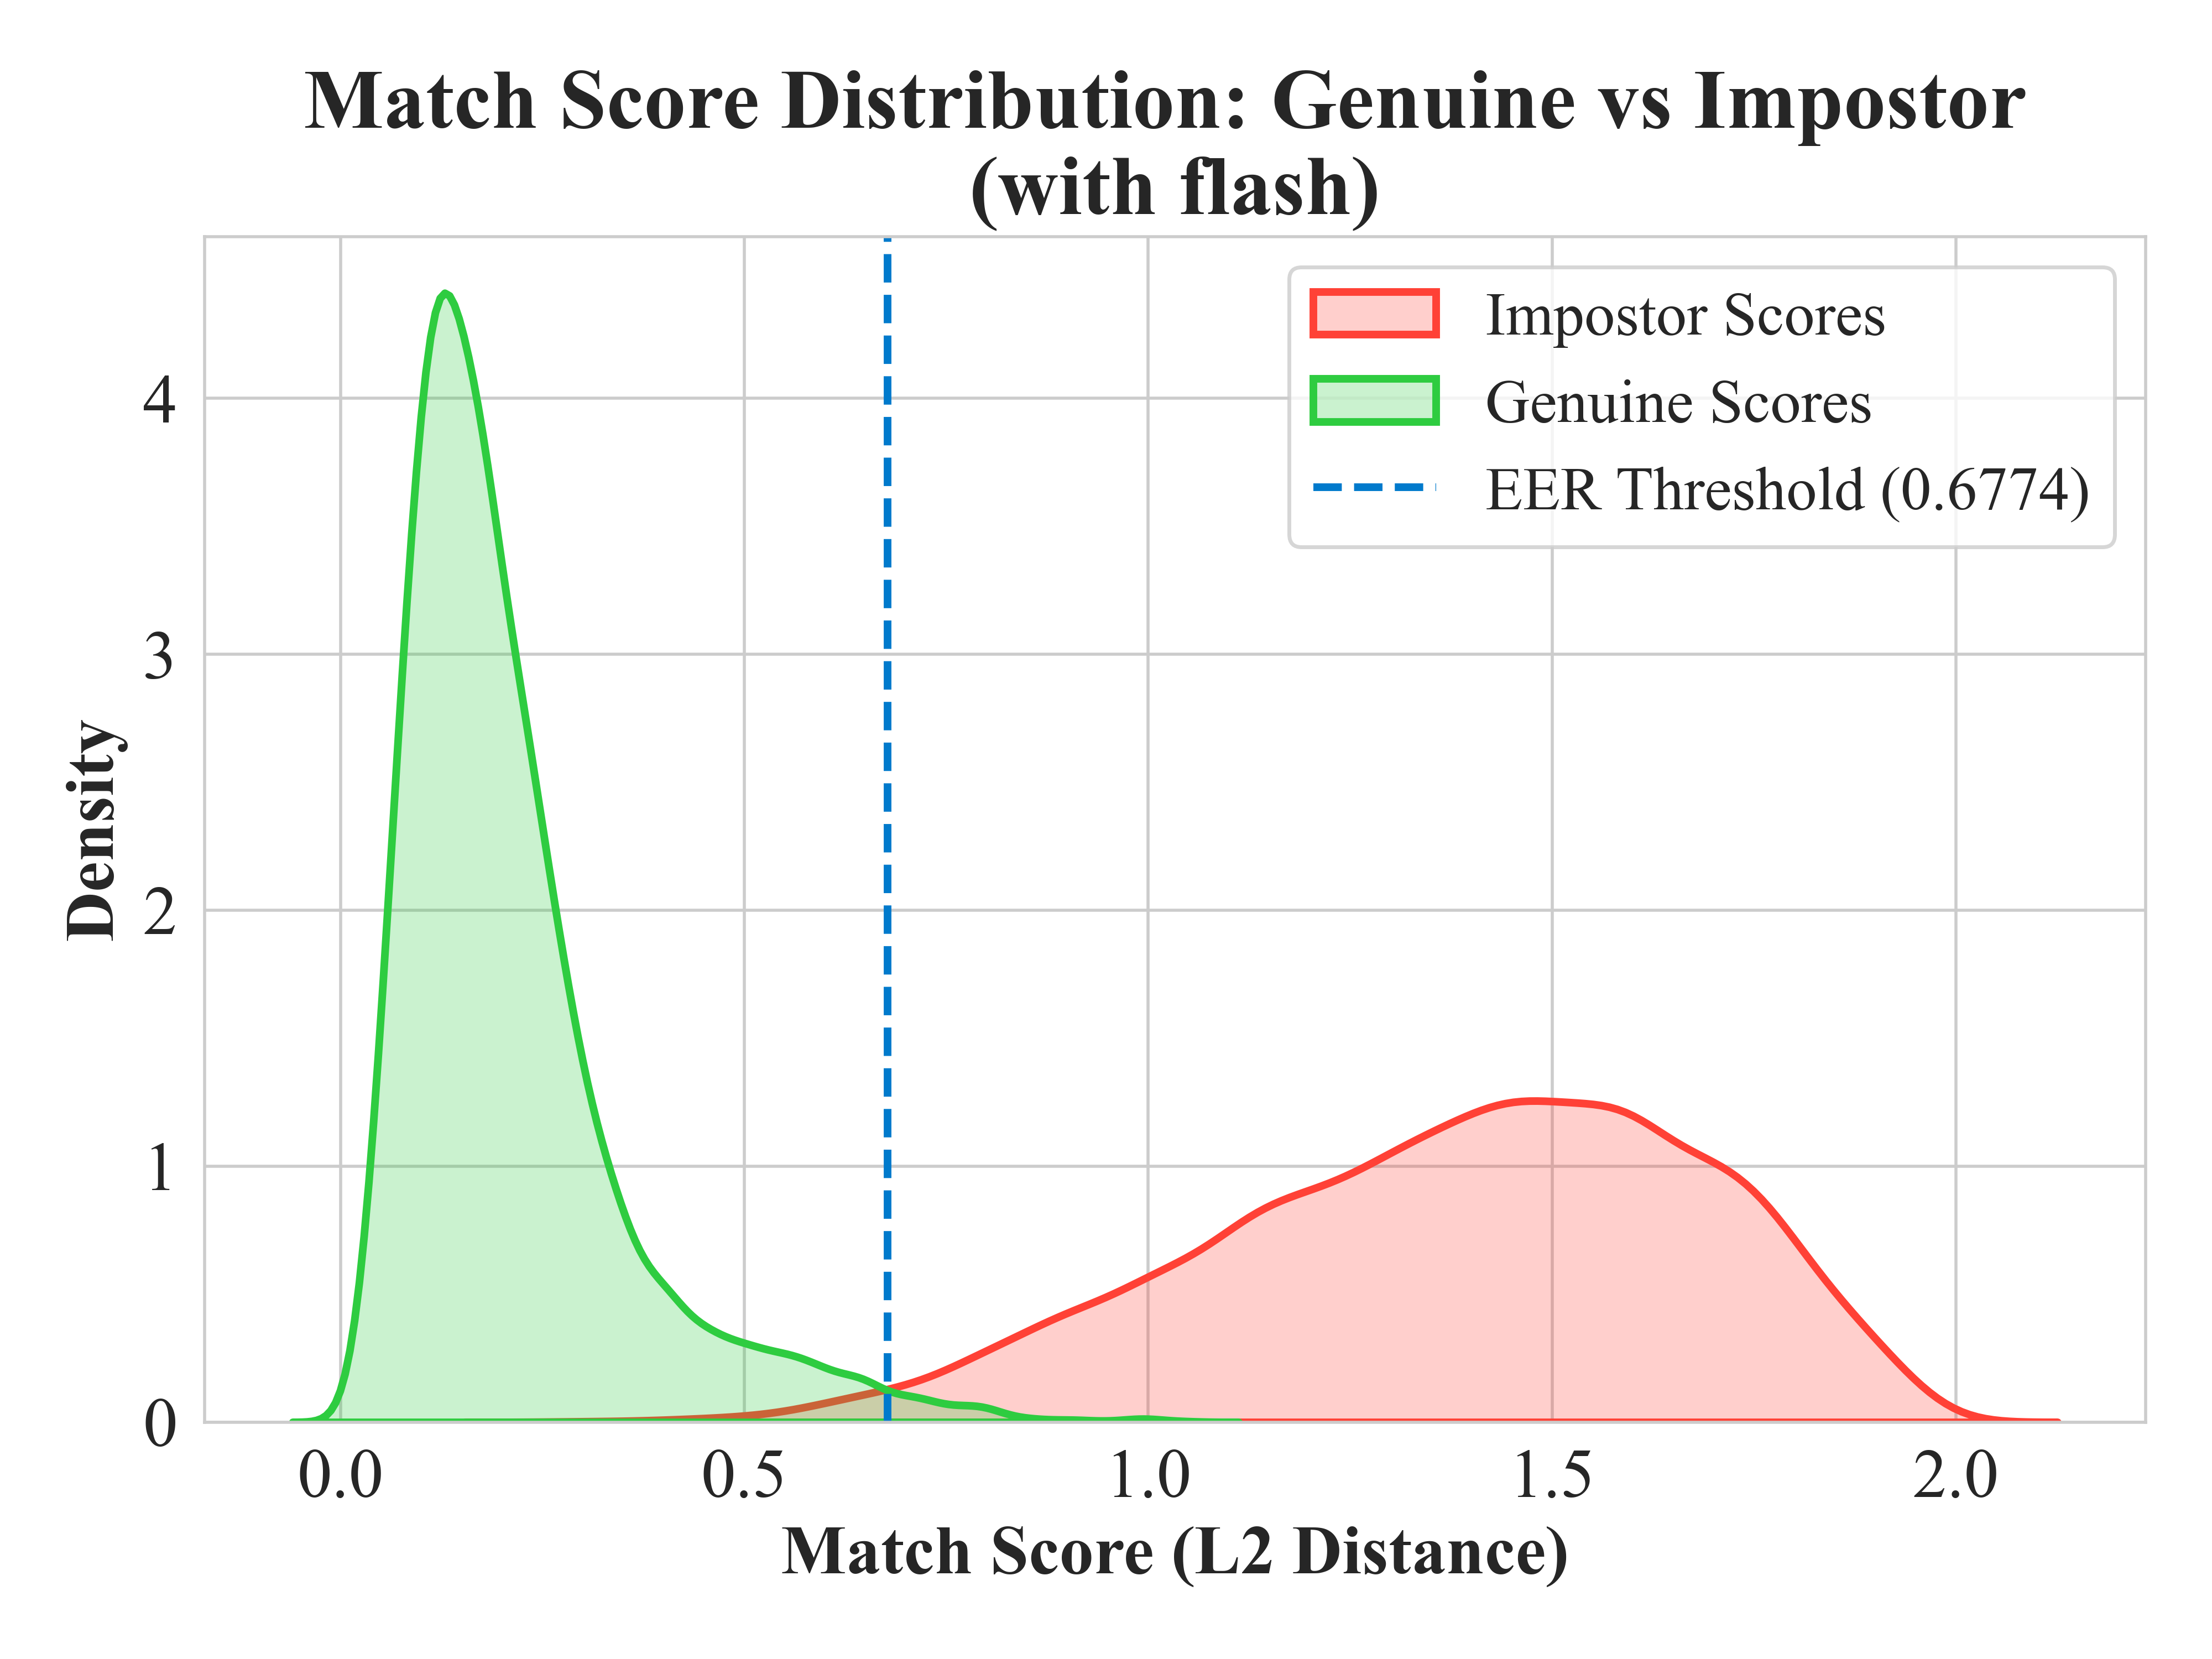 Match Score Distribution: Genuine vs Impostor
(with flash)
Impostor Scores
Genuine Scores
EER Threshold (0.6774)
Density
4
3
2
1
0
0.0 0.5 1.0 1.5 2.0
Match Score (L2 Distance)